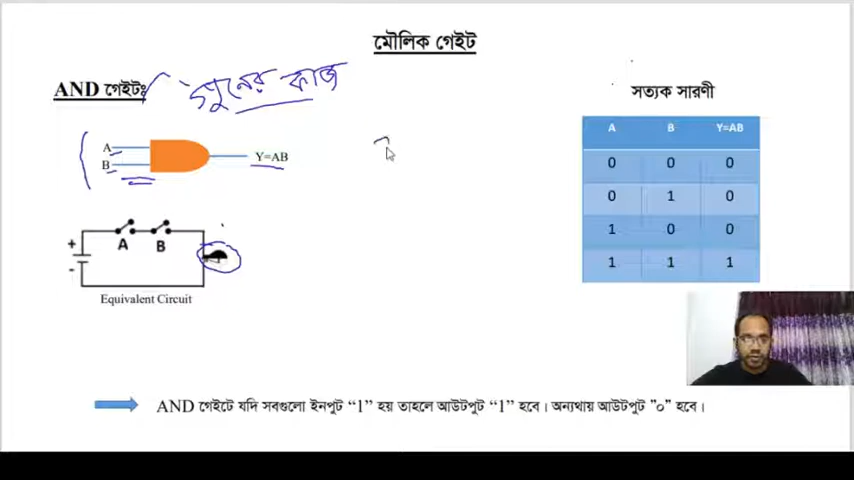 মৌলিক গেইট
AND গেইটঃ
গুনের কাজ
A
B
Y=AB
+
-
A B
Equivalent Circuit
সত্যক সারণী
A B Y=AB
0 0 0
0 1 0
1 0 0
1 1 1
AND গেইটে যদি সবগুলো ইনপুট “1” হয় তাহলে আউটপুট “1” হবে। অন্যথায় আউটপুট "০" হবে।